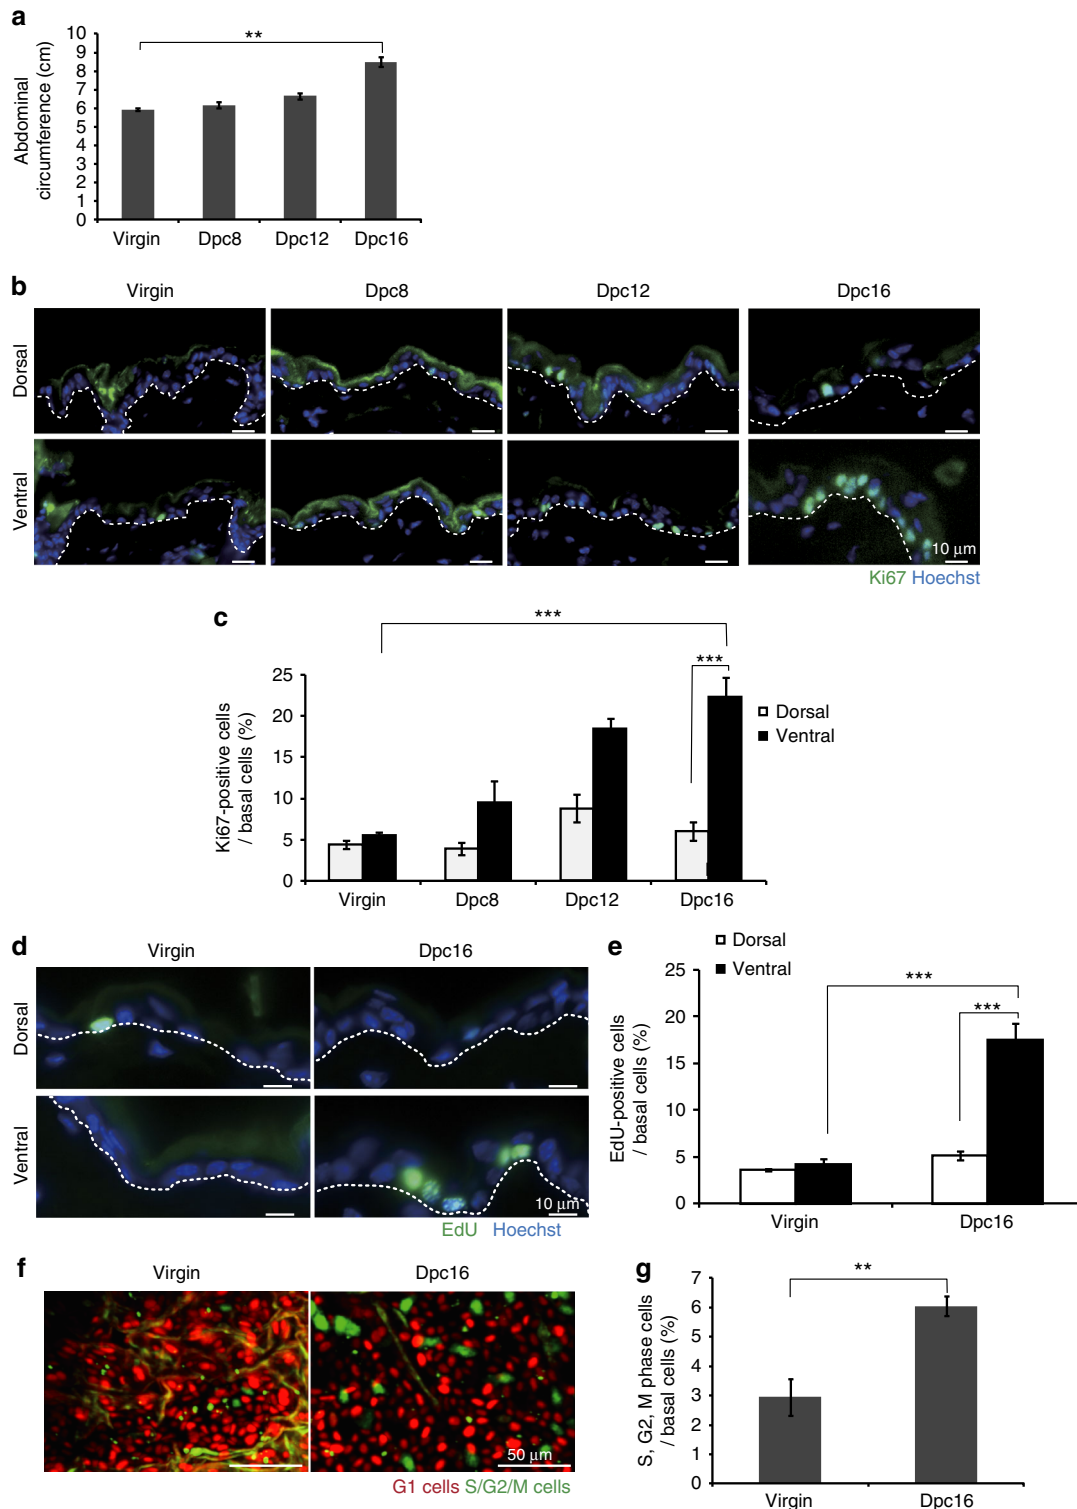 a
**
Abdominal
circumference (cm)
10
9
8
7
6
5
4
3
2
1
0
Virgin Dpc8 Dpc12 Dpc16
b
Virgin Dpc8 Dpc12 Dpc16
Dorsal
Ventral
10 µm
Ki67 Hoechst
c
***
***
Ki67-positive cells
/ basal cells (%)
25
20
15
10
5
0
Dorsal
Ventral
Virgin Dpc8 Dpc12 Dpc16
d
Virgin Dpc16
Dorsal
Ventral
10 µm
EdU Hoechst
e
Dorsal
Ventral
***
***
EdU-positive cells
/ basal cells (%)
25
20
15
10
5
0
Virgin Dpc16
f
Virgin Dpc16
50 µm
G1 cells S/G2/M cells
g
**
S, G2, M phase cells
/ basal cells (%)
7
6
5
4
3
2
1
0
Virgin Dpc16